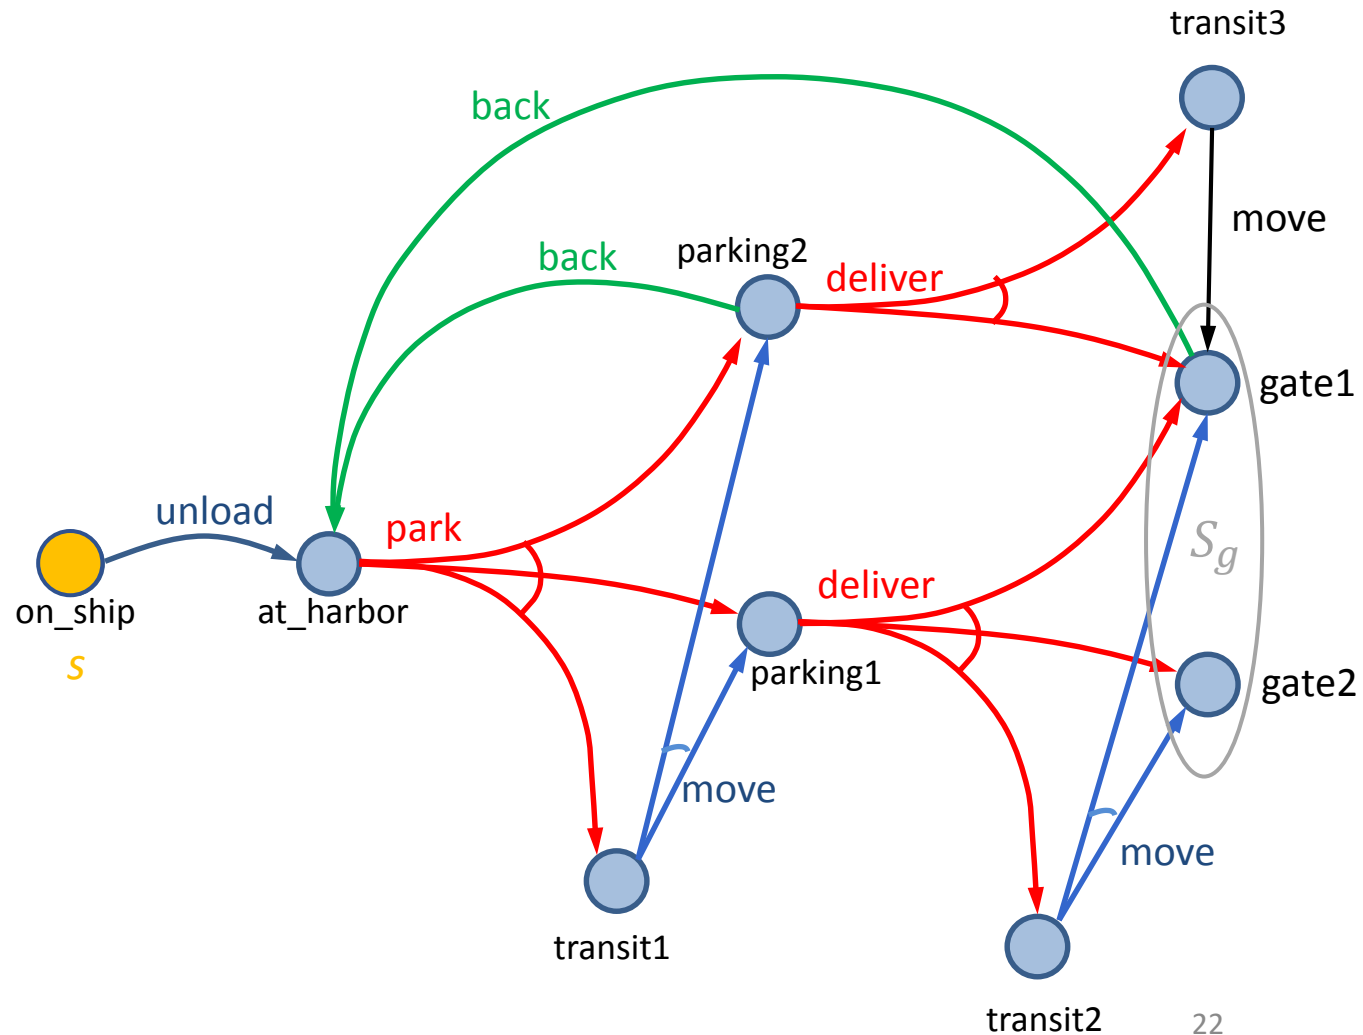 transit3
back
move
parking2
back
deliver
gate1
unload
park
S_g
on_ship
at_harbor
deliver
s
parking1
gate2
move
move
transit1
transit2
22